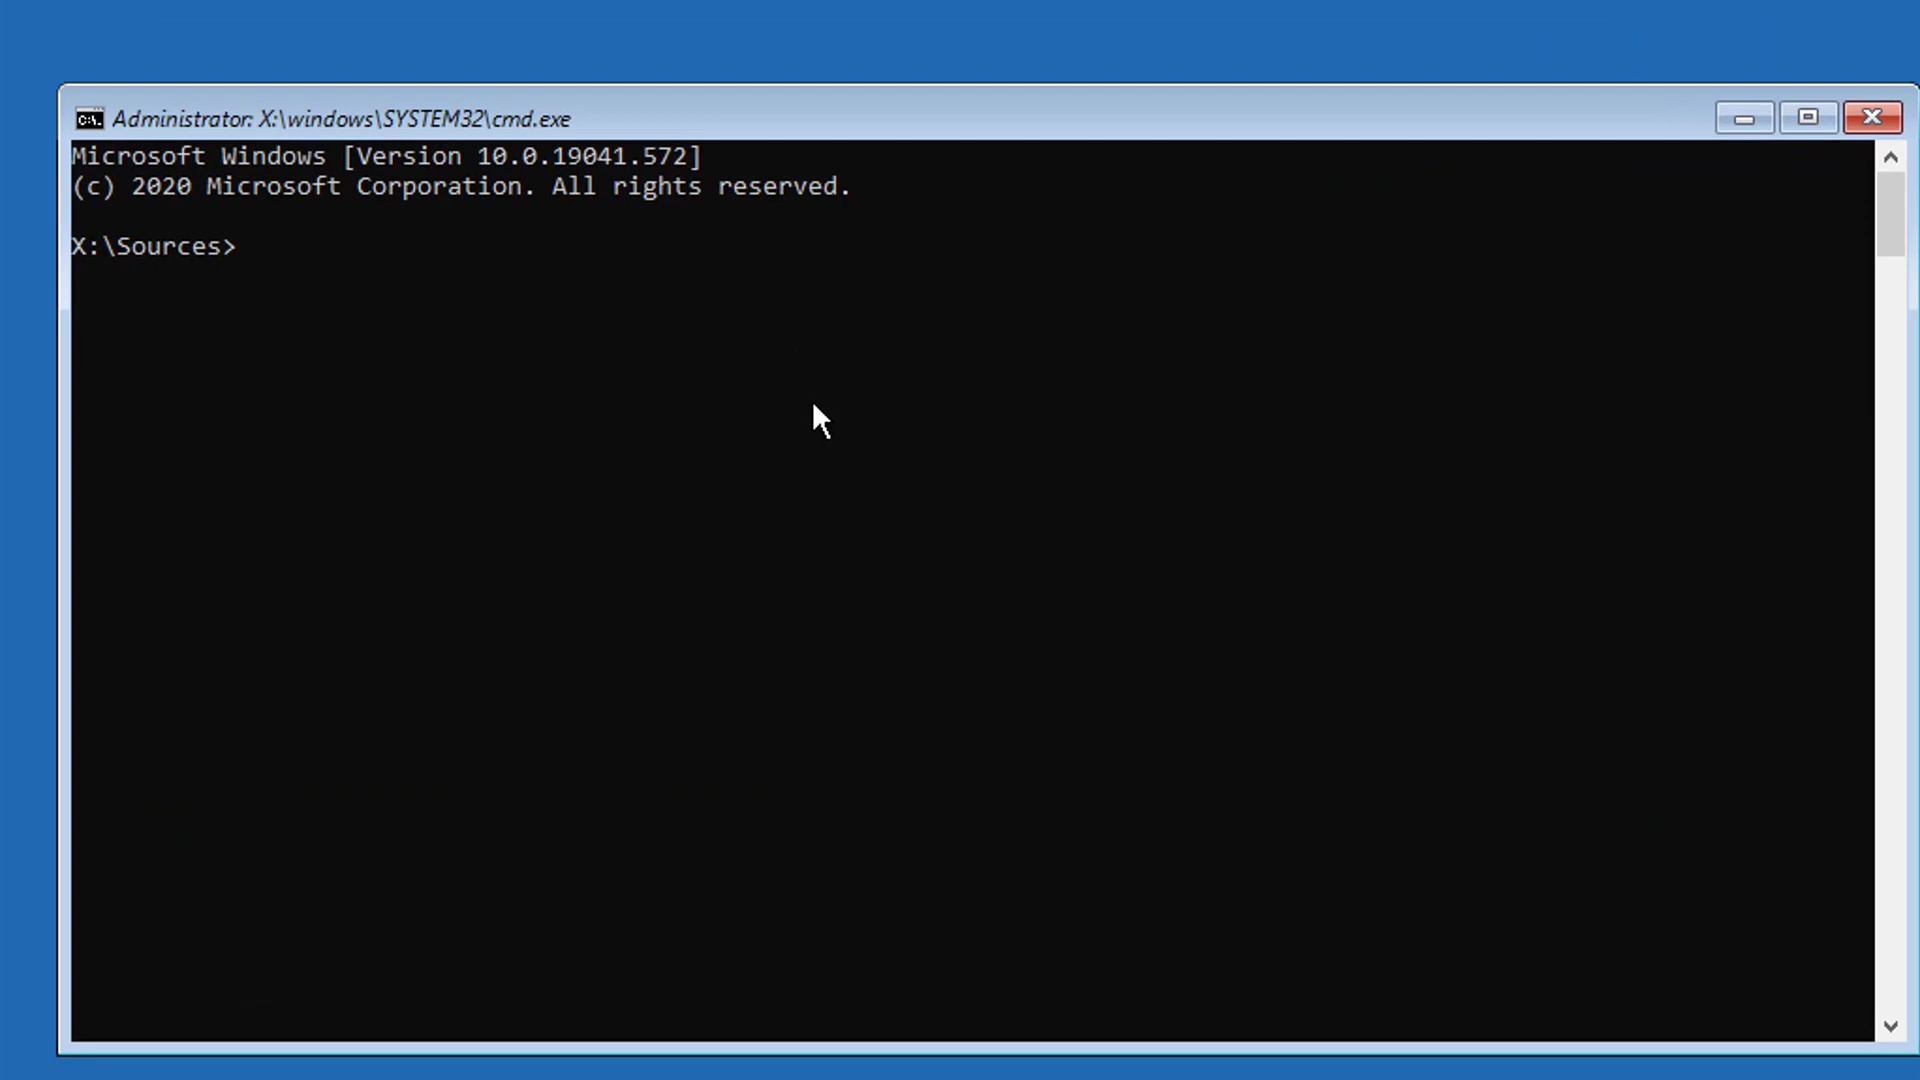 Administrator: X:\windows\SYSTEM32\cmd.exe
Microsoft Windows [Version 10.0.19041.572]
(c) 2020 Microsoft Corporation. All rights reserved.
X:\Sources>